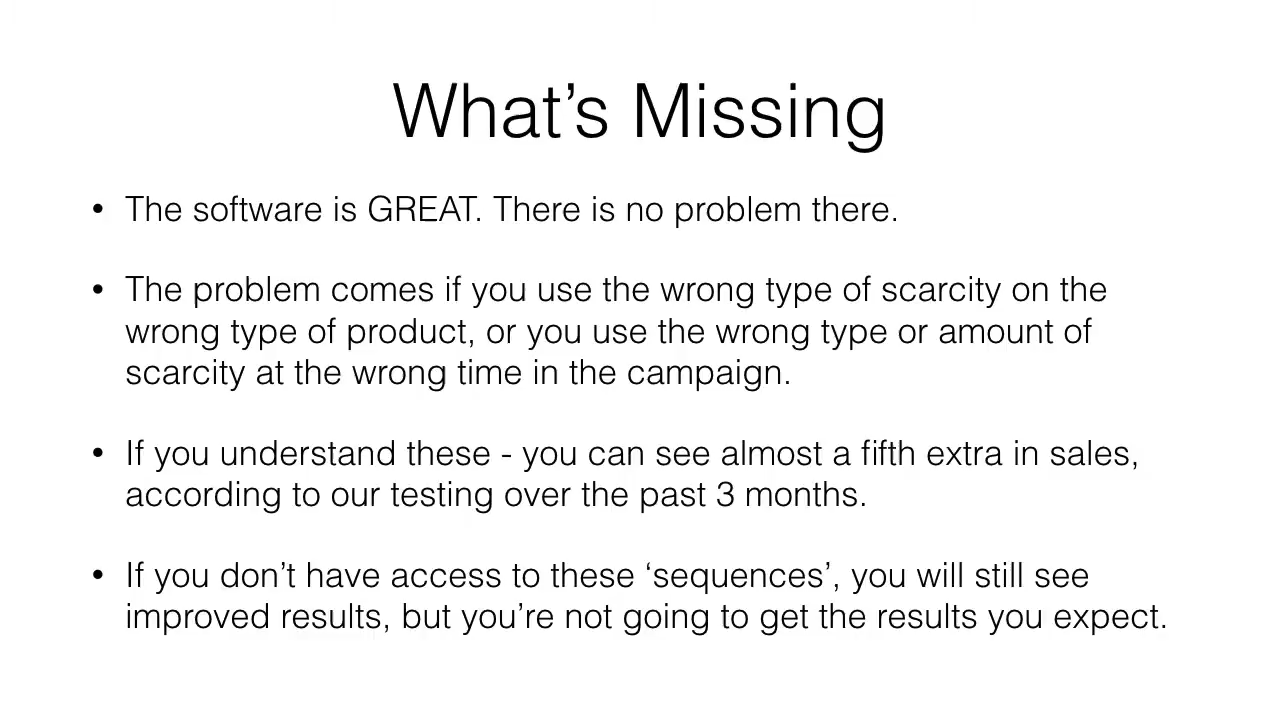 What’s Missing
• The software is GREAT. There is no problem there.
• The problem comes if you use the wrong type of scarcity on the
wrong type of product, or you use the wrong type or amount of
scarcity at the wrong time in the campaign.
• If you understand these - you can see almost a fifth extra in sales,
according to our testing over the past 3 months.
• If you don’t have access to these ‘sequences’, you will still see
improved results, but you’re not going to get the results you expect.